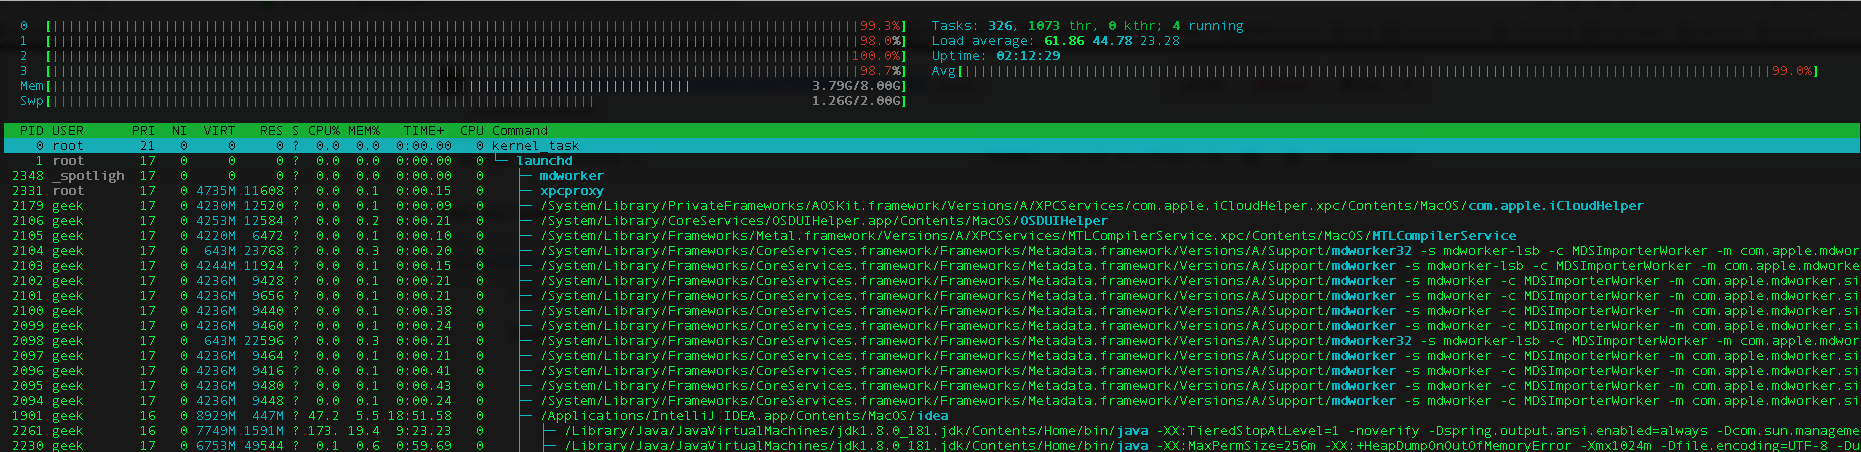 0 [99.3%] Tasks: 326, 1073 thr, 0 kthr; 4 running
1 [98.0%] Load average: 61.86 44.78 23.28
2 [100.0%] Uptime: 02:12:29
3 [98.7%] Avg[99.0%]
Mem[3.79G/8.00G]
Swp[1.26G/2.00G]
PID USER PRI NI VIRT RES S CPU% MEM% TIME+ CPU Command
0 root 21 0 0 0 ? 0.0 0.0 0:00.00 0 kernel_task
1 root 17 0 0 0 ? 0.0 0.0 0:00.00 0 └─ launchd
2348 _spotligh 17 0 0 0 ? 0.0 0.0 0:00.00 0 ├─ mdworker
2331 root 17 0 4735M 11608 ? 0.0 0.1 0:00.15 0 ├─ xpcproxy
2179 geek 17 0 4230M 12520 ? 0.0 0.1 0:00.09 0 ├─ /System/Library/PrivateFrameworks/AOSKit.framework/Versions/A/XPCServices/com.apple.iCloudHelper.xpc/Contents/MacOS/com.apple.iCloudHelper
2106 geek 17 0 4253M 12584 ? 0.0 0.2 0:00.21 0 ├─ /System/Library/CoreServices/OSDUIHelper.app/Contents/MacOS/OSDUIHelper
2105 geek 17 0 4220M 6472 ? 0.0 0.1 0:00.10 0 ├─ /System/Library/Frameworks/Metal.framework/Versions/A/XPCServices/MTLCompilerService.xpc/Contents/MacOS/MTLCompilerService
2104 geek 17 0 643M 23768 ? 0.0 0.3 0:00.20 0 ├─ /System/Library/Frameworks/CoreServices.framework/Frameworks/Metadata.framework/Versions/A/Support/mdworker32 -s mdworker-lsb -c MDSImporterWorker -m com.apple.mdwor
2103 geek 17 0 4244M 11924 ? 0.0 0.1 0:00.15 0 ├─ /System/Library/Frameworks/CoreServices.framework/Frameworks/Metadata.framework/Versions/A/Support/mdworker -s mdworker-lsb -c MDSImporterWorker -m com.apple.mdworke
2102 geek 17 0 4236M 9428 ? 0.0 0.1 0:00.21 0 ├─ /System/Library/Frameworks/CoreServices.framework/Frameworks/Metadata.framework/Versions/A/Support/mdworker -s mdworker -c MDSImporterWorker -m com.apple.mdworker.si
2101 geek 17 0 4236M 9656 ? 0.0 0.1 0:00.21 0 ├─ /System/Library/Frameworks/CoreServices.framework/Frameworks/Metadata.framework/Versions/A/Support/mdworker -s mdworker -c MDSImporterWorker -m com.apple.mdworker.si
2100 geek 17 0 4236M 9440 ? 0.0 0.1 0:00.38 0 ├─ /System/Library/Frameworks/CoreServices.framework/Frameworks/Metadata.framework/Versions/A/Support/mdworker -s mdworker -c MDSImporterWorker -m com.apple.mdworker.si
2099 geek 17 0 4236M 9460 ? 0.0 0.1 0:00.24 0 ├─ /System/Library/Frameworks/CoreServices.framework/Frameworks/Metadata.framework/Versions/A/Support/mdworker -s mdworker -c MDSImporterWorker -m com.apple.mdworker.si
2098 geek 17 0 643M 22596 ? 0.0 0.3 0:00.21 0 ├─ /System/Library/Frameworks/CoreServices.framework/Frameworks/Metadata.framework/Versions/A/Support/mdworker32 -s mdworker-lsb -c MDSImporterWorker -m com.apple.mdwor
2097 geek 17 0 4236M 9464 ? 0.0 0.1 0:00.21 0 ├─ /System/Library/Frameworks/CoreServices.framework/Frameworks/Metadata.framework/Versions/A/Support/mdworker -s mdworker -c MDSImporterWorker -m com.apple.mdworker.si
2096 geek 17 0 4236M 9416 ? 0.0 0.1 0:00.41 0 ├─ /System/Library/Frameworks/CoreServices.framework/Frameworks/Metadata.framework/Versions/A/Support/mdworker -s mdworker -c MDSImporterWorker -m com.apple.mdworker.si
2095 geek 17 0 4236M 9480 ? 0.0 0.1 0:00.43 0 ├─ /System/Library/Frameworks/CoreServices.framework/Frameworks/Metadata.framework/Versions/A/Support/mdworker -s mdworker -c MDSImporterWorker -m com.apple.mdworker.si
2094 geek 17 0 4236M 9448 ? 0.0 0.1 0:00.24 0 ├─ /System/Library/Frameworks/CoreServices.framework/Frameworks/Metadata.framework/Versions/A/Support/mdworker -s mdworker -c MDSImporterWorker -m com.apple.mdworker.si
1901 geek 16 0 8929M 447M ? 47.2 5.5 18:51.58 0 ├─ /Applications/IntelliJ IDEA.app/Contents/MacOS/idea
2261 geek 16 0 7749M 1591M ? 173. 19.4 9:23.23 0 │ ├─ /Library/Java/JavaVirtualMachines/jdk1.8.0_181.jdk/Contents/Home/bin/java -XX:TieredStopAtLevel=1 -noverify -Dspring.output.ansi.enabled=always -Dcom.sun.manageme
2230 geek 17 0 6753M 49544 ? 0.1 0.6 0:59.69 0 │ ├─ /Library/Java/JavaVirtualMachines/jdk1.8.0_181.jdk/Contents/Home/bin/java -XX:MaxPermSize=256m -XX:+HeapDumpOnOutOfMemoryError -Xmx1024m -Dfile.encoding=UTF-8 -Du